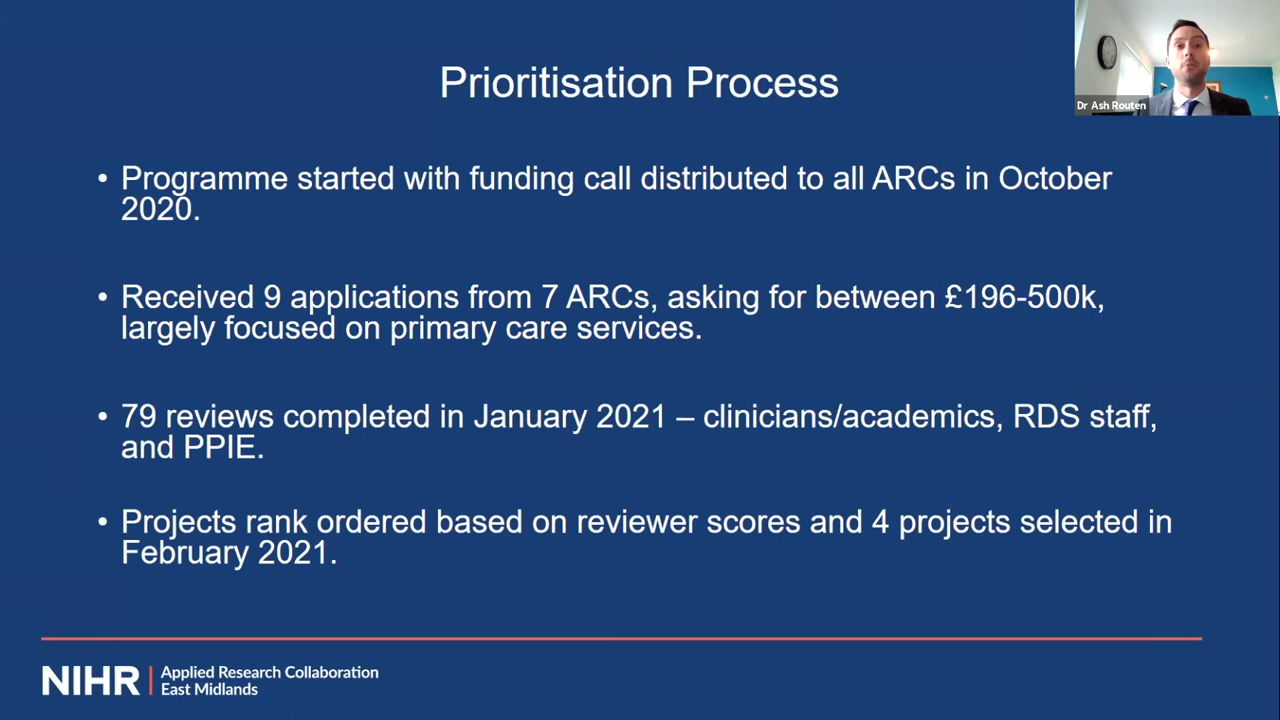 Prioritisation Process
Dr Ash Routen
• Programme started with funding call distributed to all ARCs in October
2020.
• Received 9 applications from 7 ARCs, asking for between £196-500k,
largely focused on primary care services.
• 79 reviews completed in January 2021 – clinicians/academics, RDS staff,
and PPIE.
• Projects rank ordered based on reviewer scores and 4 projects selected in
February 2021.
NIHR | Applied Research Collaboration
East Midlands